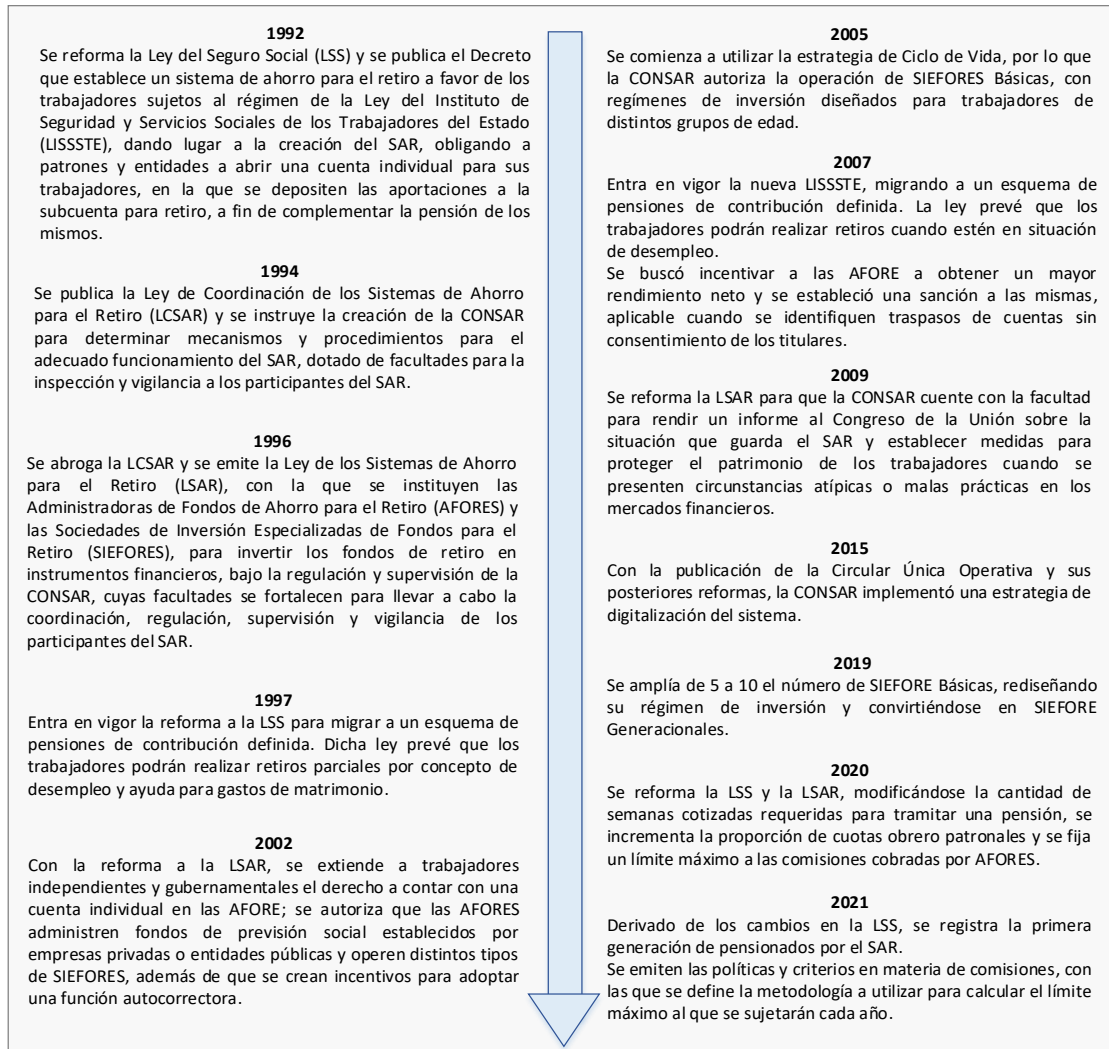 1992
Se reforma la Ley del Seguro Social (LSS) y se publica el Decreto
que establece un sistema de ahorro para el retiro a favor de los
trabajadores sujetos al régimen de la Ley del Instituto de
Seguridad y Servicios Sociales de los Trabajadores del Estado
(LISSSTE), dando lugar a la creación del SAR, obligando a
patrones y entidades a abrir una cuenta individual para sus
trabajadores, en la que se depositen las aportaciones a la
subcuenta para retiro, a fin de complementar la pensión de los
mismos.
1994
Se publica la Ley de Coordinación de los Sistemas de Ahorro
para el Retiro (LCSAR) y se instruye la creación de la CONSAR
para determinar mecanismos y procedimientos para el
adecuado funcionamiento del SAR, dotado de facultades para la
inspección y vigilancia a los participantes del SAR.
1996
Se abroga la LCSAR y se emite la Ley de los Sistemas de Ahorro
para el Retiro (LSAR), con la que se instituyen las
Administradoras de Fondos de Ahorro para el Retiro (AFORES) y
las Sociedades de Inversión Especializadas de Fondos para el
Retiro (SIEFORES), para invertir los fondos de retiro en
instrumentos financieros, bajo la regulación y supervisión de la
CONSAR, cuyas facultades se fortalecen para llevar a cabo la
coordinación, regulación, supervisión y vigilancia de los
participantes del SAR.
1997
Entra en vigor la reforma a la LSS para migrar a un esquema de
pensiones de contribución definida. Dicha ley prevé que los
trabajadores podrán realizar retiros parciales por concepto de
desempleo y ayuda para gastos de matrimonio.
2002
Con la reforma a la LSAR, se extiende a trabajadores
independientes y gubernamentales el derecho a contar con una
cuenta individual en las AFORE; se autoriza que las AFORES
administren fondos de previsión social establecidos por
empresas privadas o entidades públicas y operen distintos tipos
de SIEFORES, además de que se crean incentivos para adoptar
una función autocorrectora.
2005
Se comienza a utilizar la estrategia de Ciclo de Vida, por lo que
la CONSAR autoriza la operación de SIEFORES Básicas, con
regímenes de inversión diseñados para trabajadores de
distintos grupos de edad.
2007
Entra en vigor la nueva LISSSTE, migrando a un esquema de
pensiones de contribución definida. La ley prevé que los
trabajadores podrán realizar retiros cuando estén en situación
de desempleo.
Se buscó incentivar a las AFORE a obtener un mayor
rendimiento neto y se estableció una sanción a las mismas,
aplicable cuando se identifiquen traspasos de cuentas sin
consentimiento de los titulares.
2009
Se reforma la LSAR para que la CONSAR cuente con la facultad
para rendir un informe al Congreso de la Unión sobre la
situación que guarda el SAR y establecer medidas para
proteger el patrimonio de los trabajadores cuando se
presenten circunstancias atípicas o malas prácticas en los
mercados financieros.
2015
Con la publicación de la Circular Única Operativa y sus
posteriores reformas, la CONSAR implementó una estrategia de
digitalización del sistema.
2019
Se amplía de 5 a 10 el número de SIEFORE Básicas, rediseñando
su régimen de inversión y convirtiéndose en SIEFORE
Generacionales.
2020
Se reforma la LSS y la LSAR, modificándose la cantidad de
semanas cotizadas requeridas para tramitar una pensión, se
incrementa la proporción de cuotas obrero patronales y se fija
un límite máximo a las comisiones cobradas por AFORES.
2021
Derivado de los cambios en la LSS, se registra la primera
generación de pensionados por el SAR.
Se emiten las políticas y criterios en materia de comisiones, con
las que se define la metodología a utilizar para calcular el límite
máximo al que se sujetarán cada año.